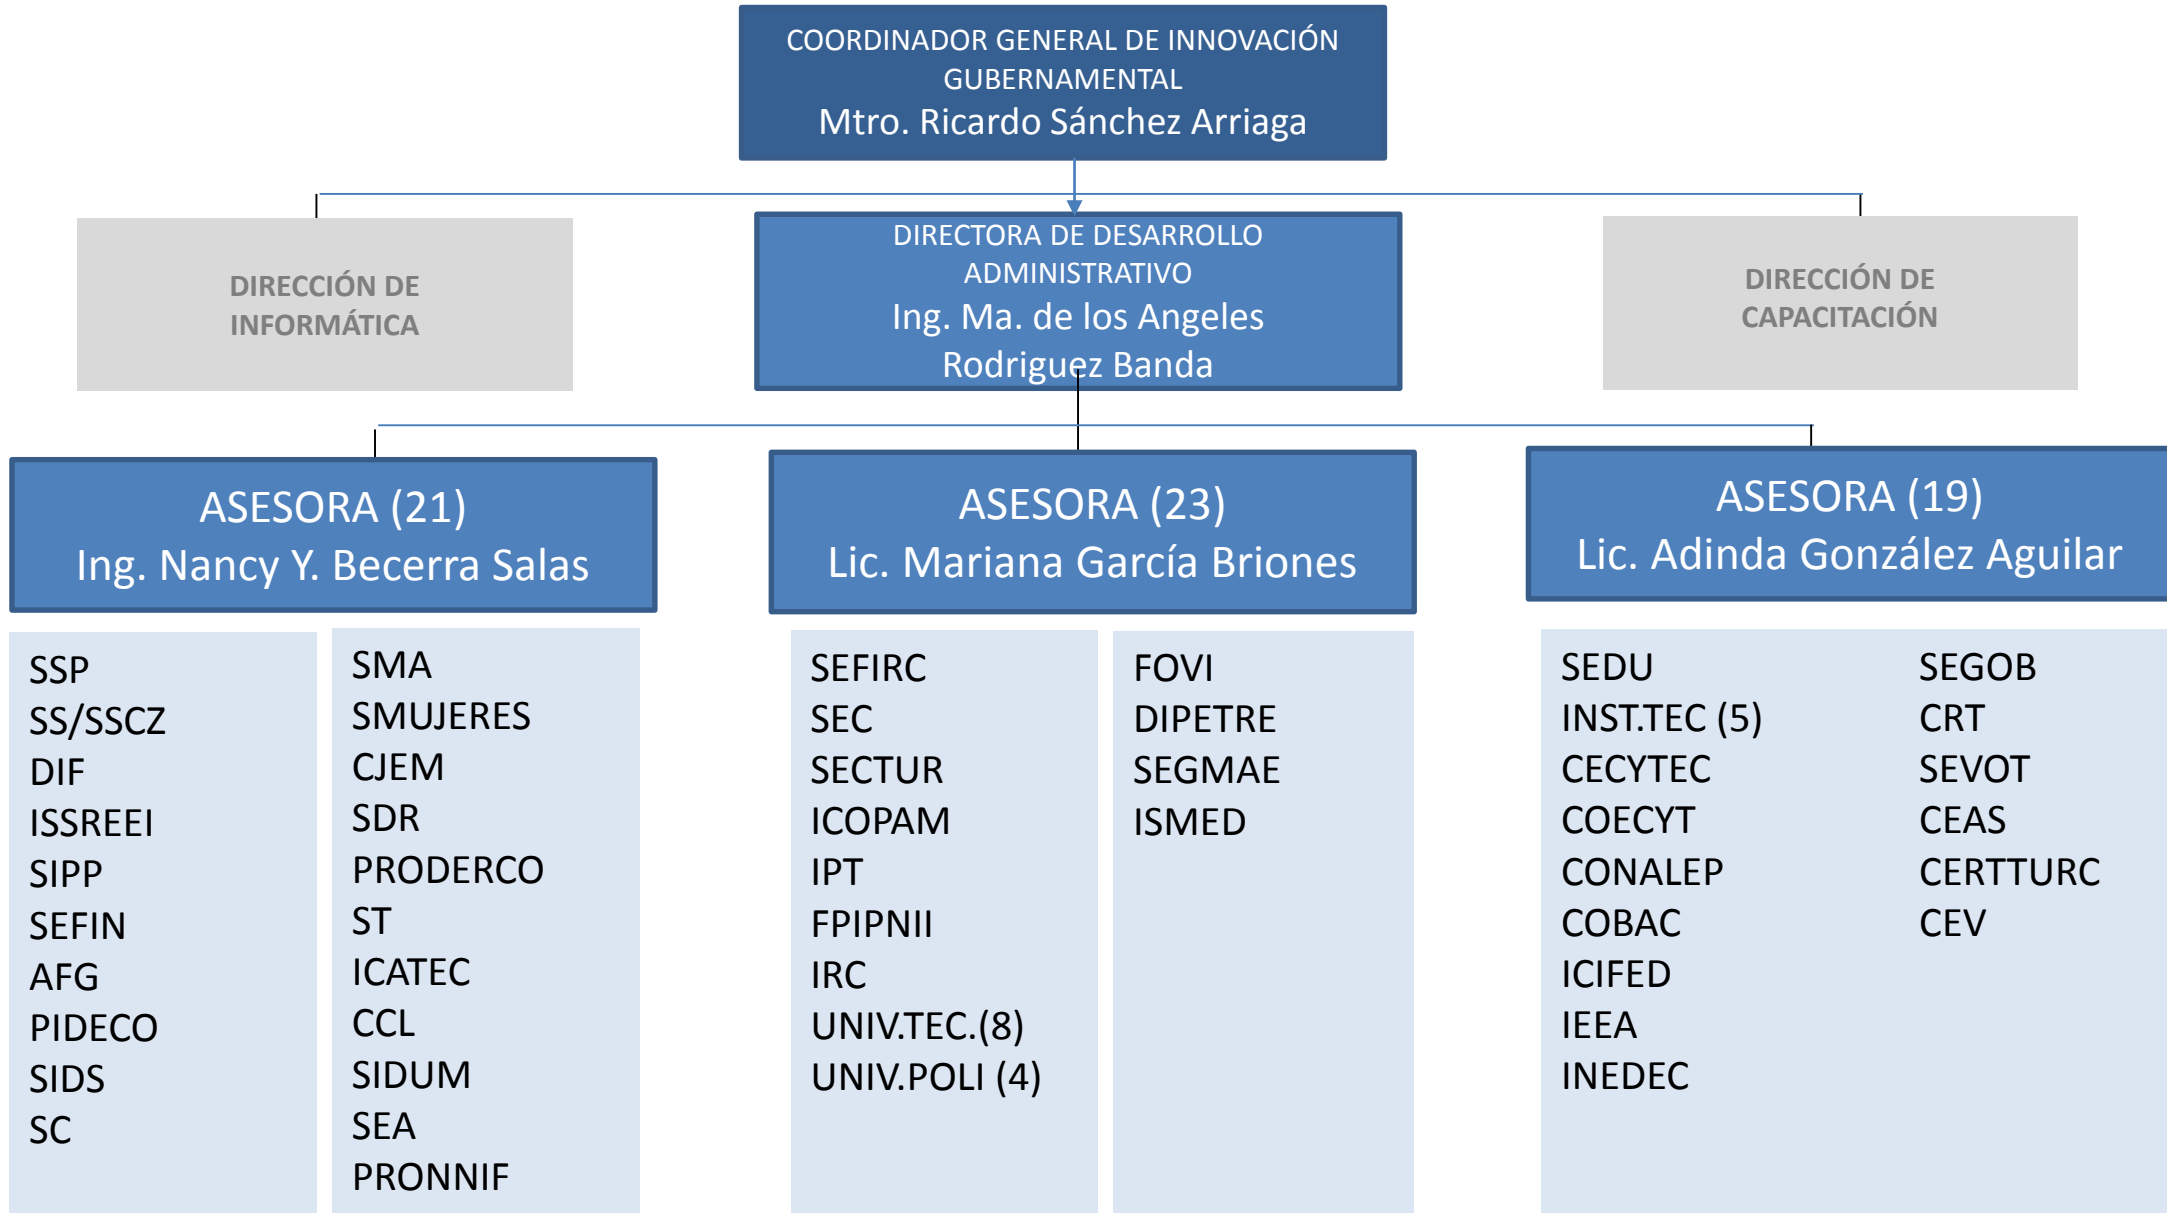 COORDINADOR GENERAL DE INNOVACIÓN
GUBERNAMENTAL
Mtro. Ricardo Sánchez Arriaga
DIRECCIÓN DE
INFORMÁTICA
DIRECTORA DE DESARROLLO
ADMINISTRATIVO
Ing. Ma. de los Angeles
Rodriguez Banda
DIRECCIÓN DE
CAPACITACIÓN
ASESORA (21)
Ing. Nancy Y. Becerra Salas
SSP
SS/SSCZ
DIF
ISSREEI
SIPP
SEFIN
AFG
PIDECO
SIDS
SC
SMA
SMUJERES
CJEM
SDR
PRODERCO
ST
ICATEC
CCL
SIDUM
SEA
PRONNIF
ASESORA (23)
Lic. Mariana García Briones
SEFIRC
SEC
SECTUR
ICOPAM
IPT
FPIPNII
IRC
UNIV.TEC.(8)
UNIV.POLI (4)
FOVI
DIPETRE
SEGMAE
ISMED
ASESORA (19)
Lic. Adinda González Aguilar
SEDU
INST.TEC (5)
CECYTEC
COECYT
CONALEP
COBAC
ICIFED
IEEA
INEDEC
SEGOB
CRT
SEVOT
CEAS
CERTTURC
CEV